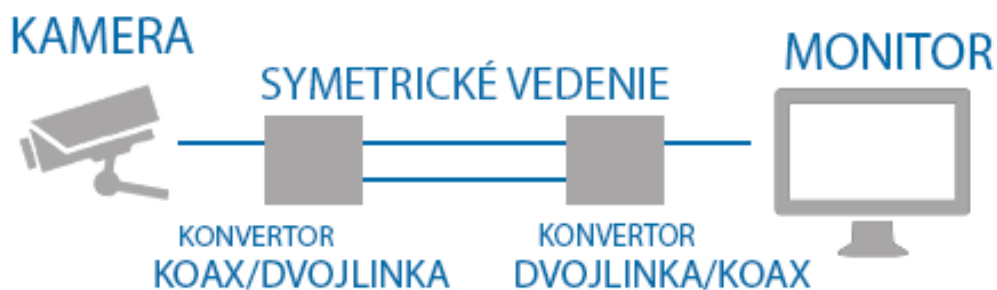 KAMERA
SYMETRICKÉ VEDENIE
MONITOR
KONVERTOR
KOAX/DVOJLINKA
KONVERTOR
DVOJLINKA/KOAX